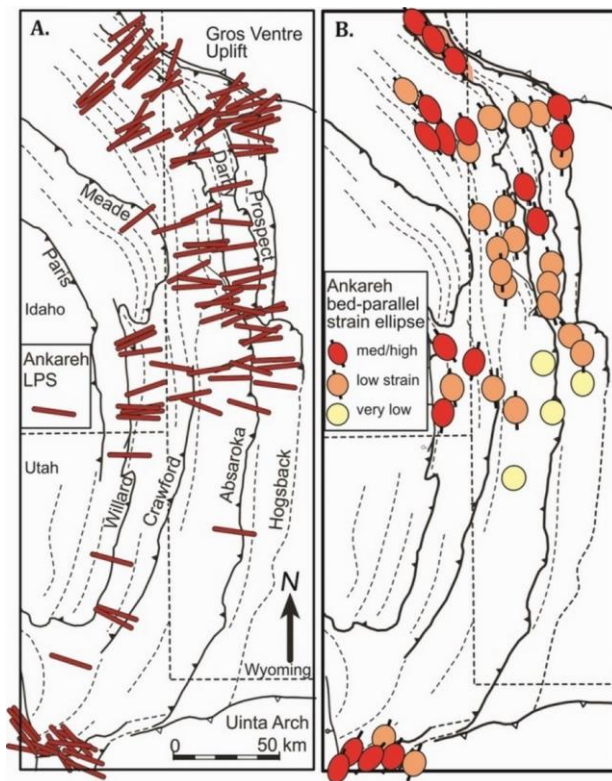 A.
Gros Ventre
Uplift
Darby
Prospect
Meade
Paris
Idaho
Ankareh
LPS
Utah
Willard
Crawford
Absaroka
Hogsback
N
Wyoming
Uinta Arch
0 50 km
B.
Ankareh
bed-parallel
strain ellipse
med/high
low strain
very low